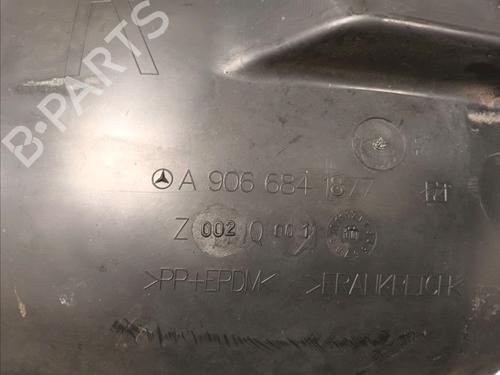 B-PARTS
A 906 684 1877
Z 002 Q 001
>PP+EPDM< >FRANKREICH<